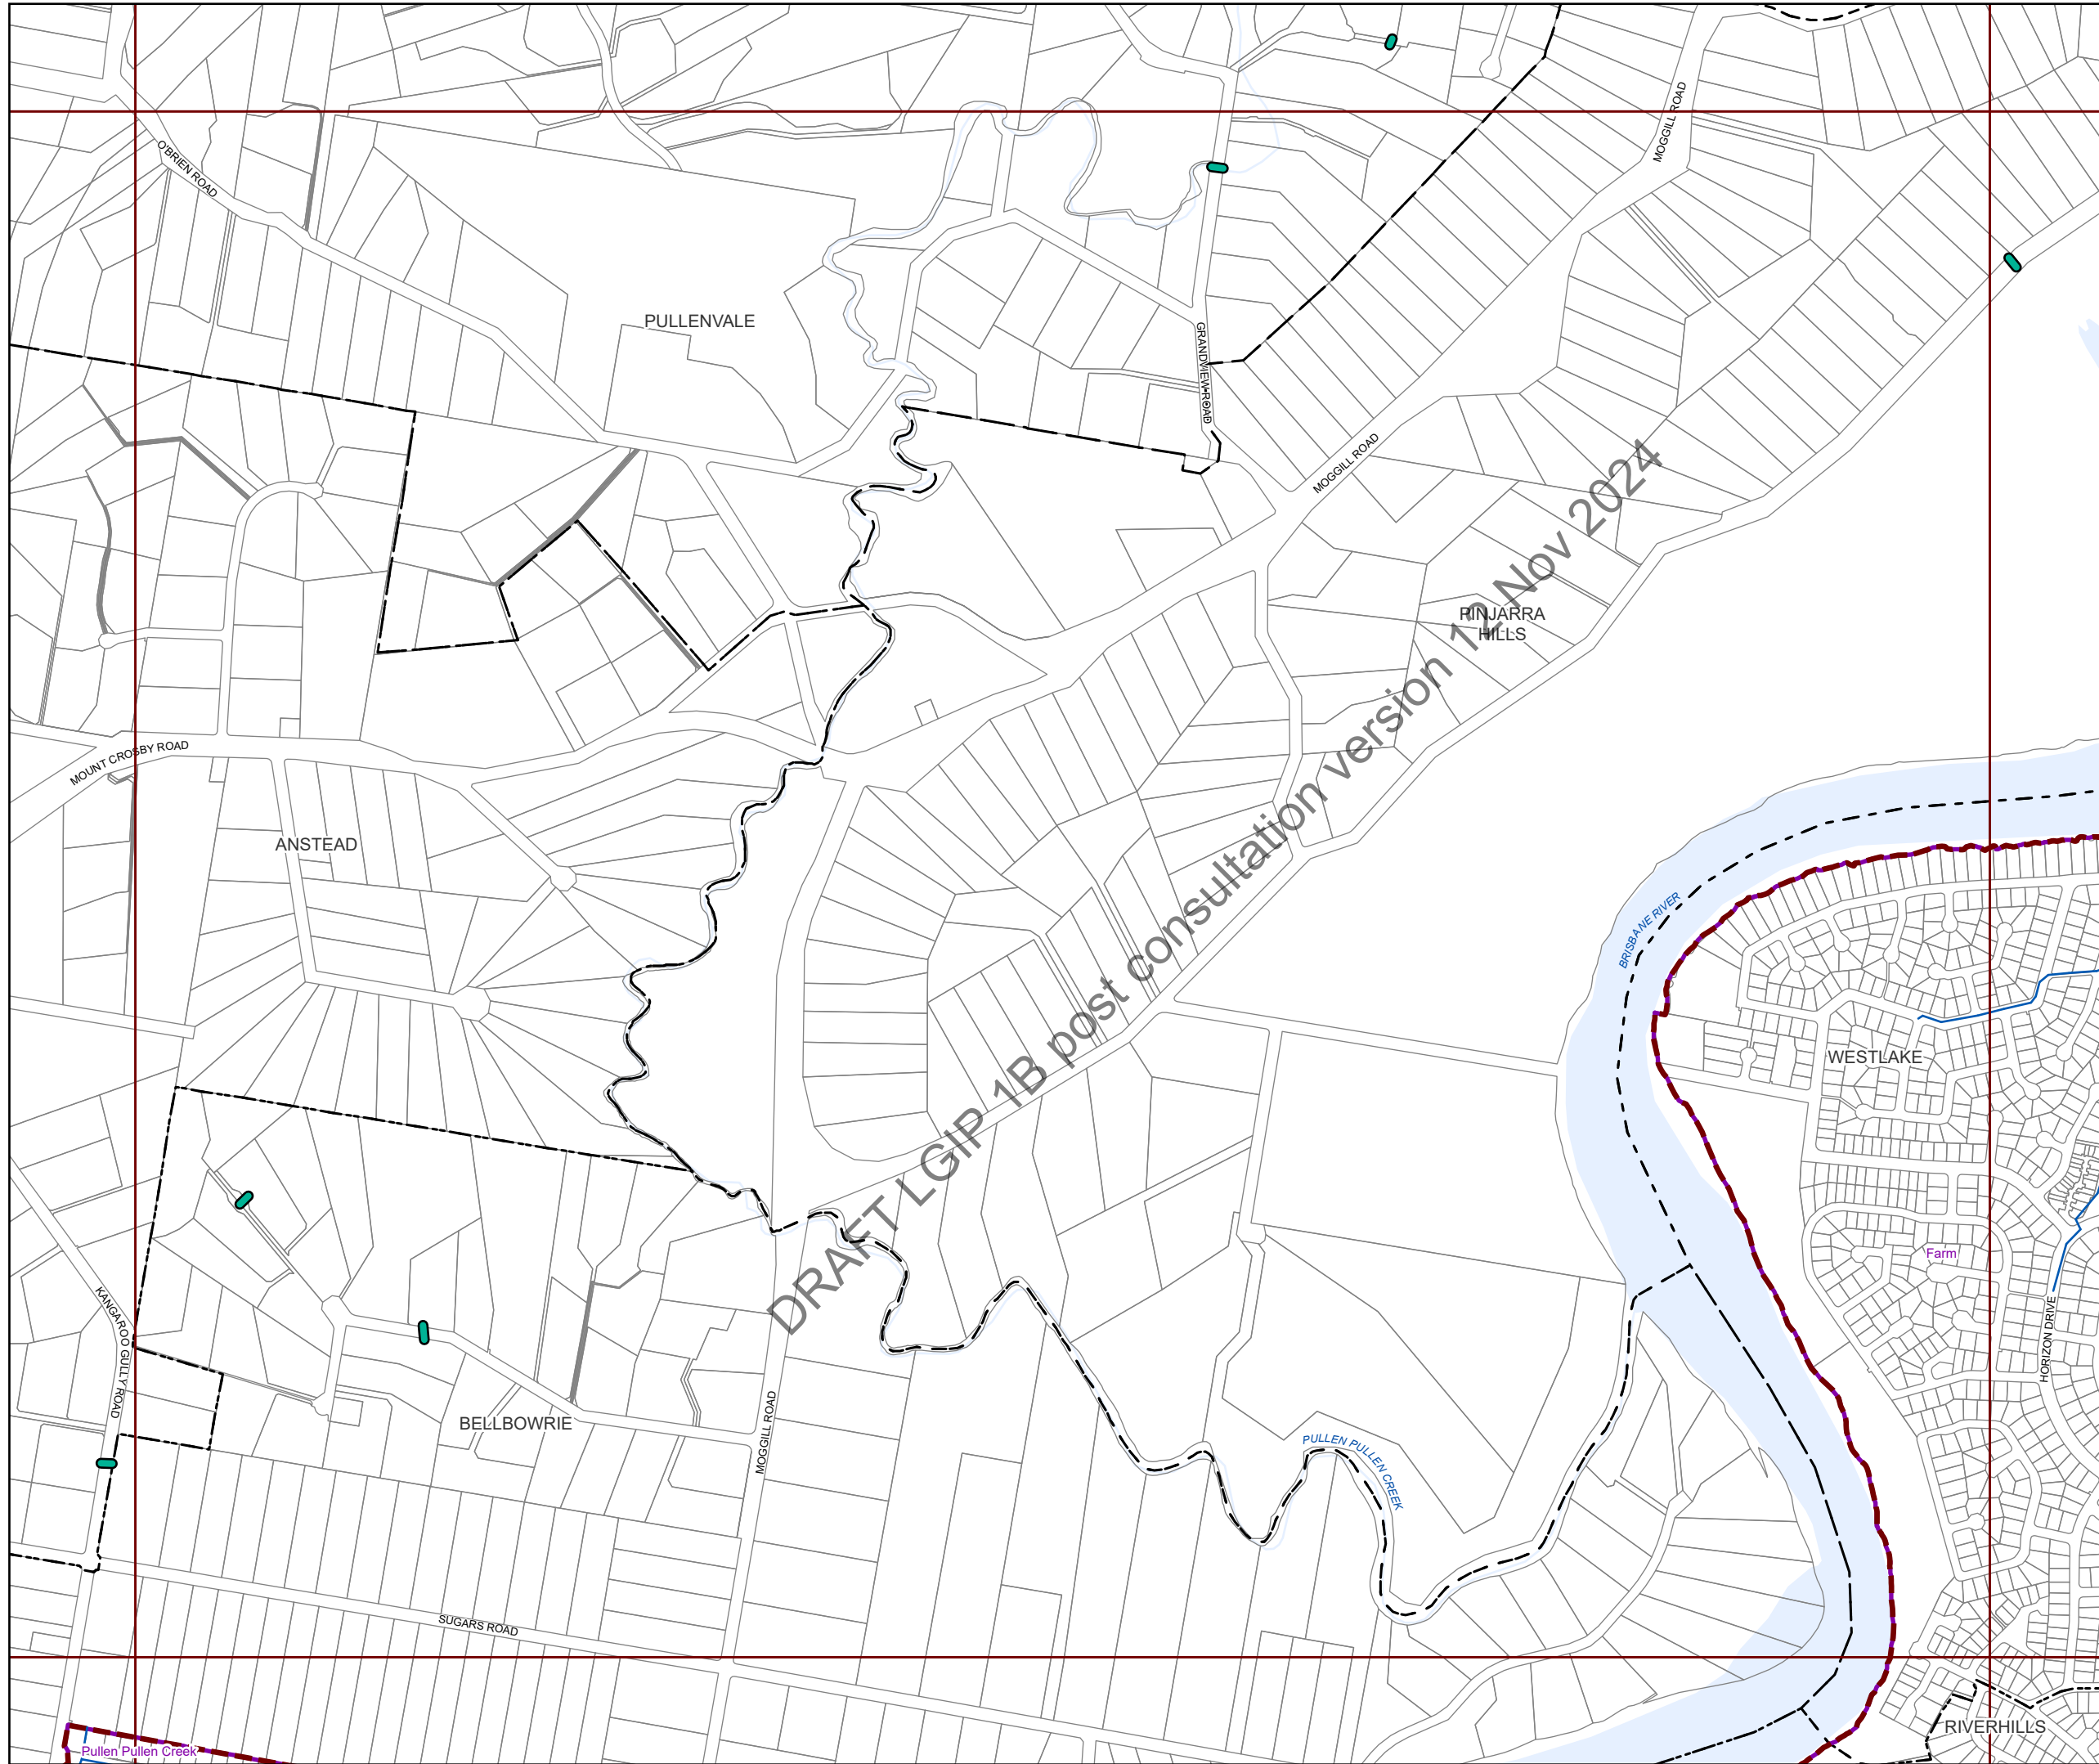 MOGGILL ROAD
O'BRIEN ROAD
PULLENVALE
GRANDVIEW ROAD
MOGGILL ROAD
PINJARRA
HILLS
MOUNT CROSBY ROAD
ANSTEAD
BRISBANE RIVER
WESTLAKE
DRAFT LGIP 1B post consultation version 12 Nov 2024
Farm
KANGAROO GULLY ROAD
HORIZON DRIVE
BELLBOWRIE
MOGGILL ROAD
PULLEN PULLEN CREEK
SUGARS ROAD
RIVERHILLS
Pullen Pullen Creek